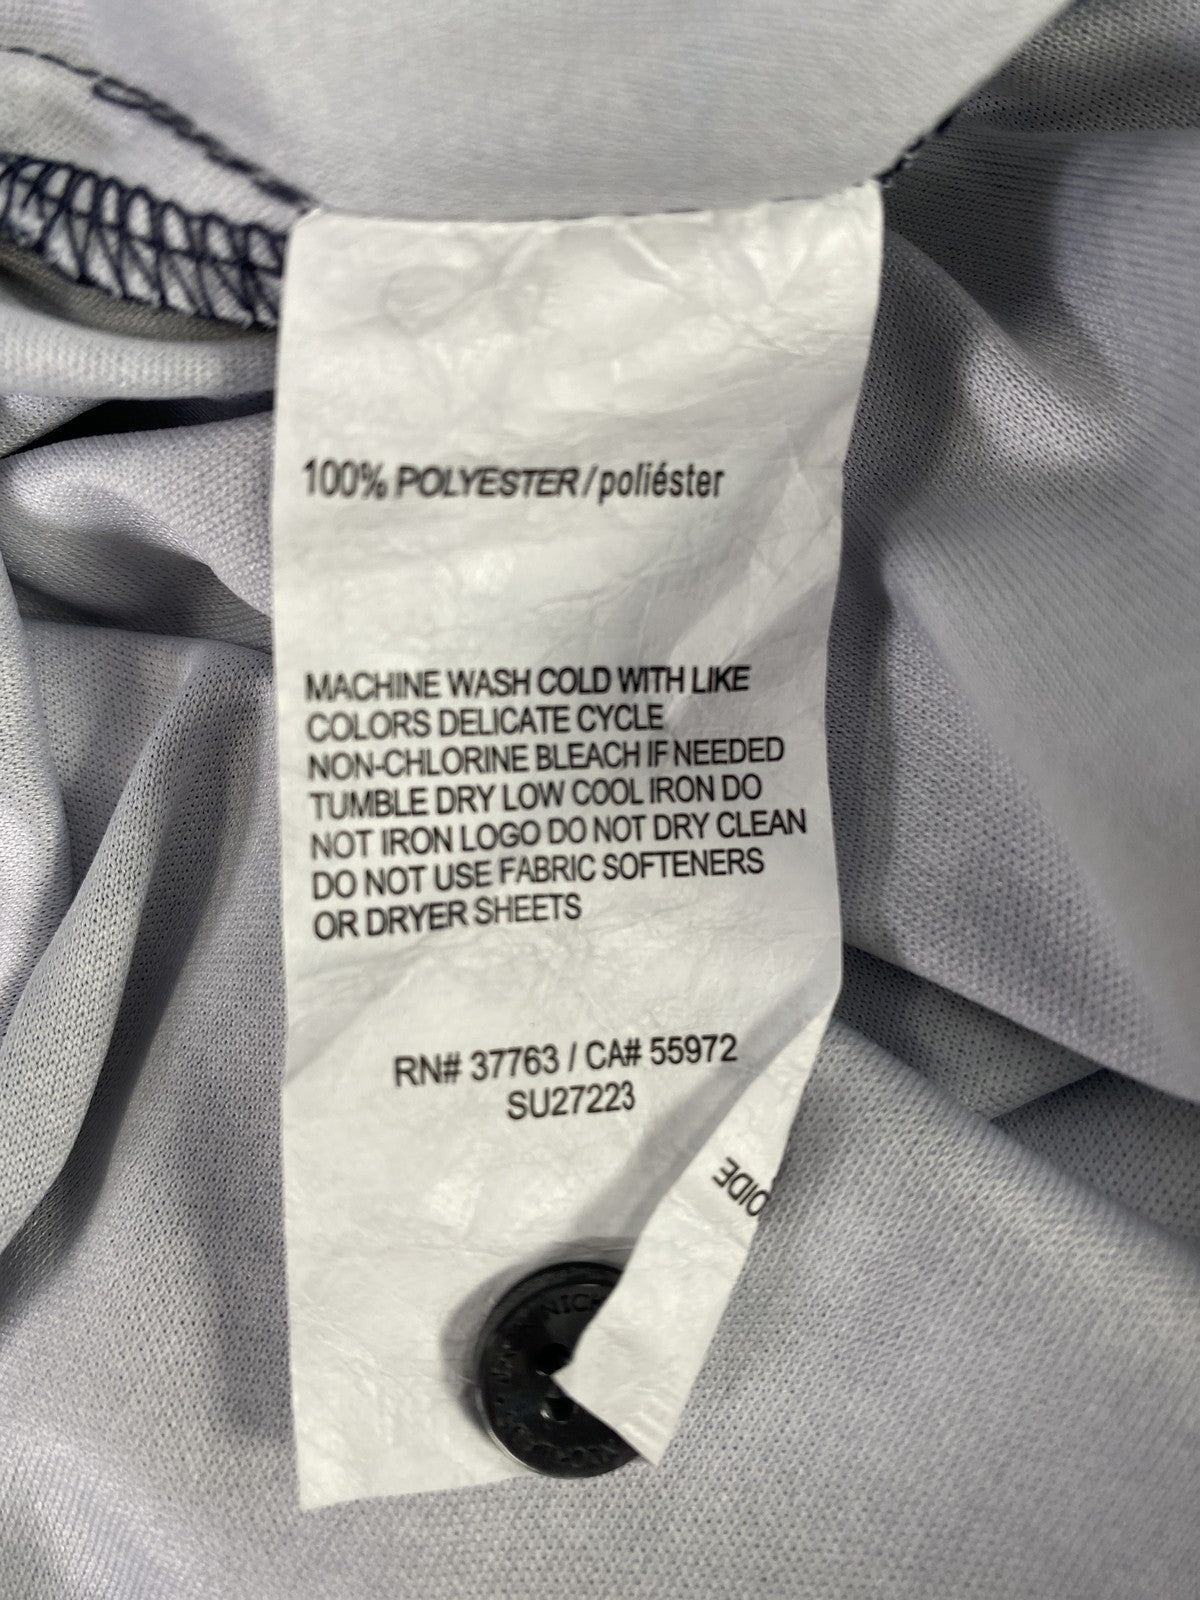 100% POLYESTER / poliéster
MACHINE WASH COLD WITH LIKE
COLORS DELICATE CYCLE
NON-CHLORINE BLEACH IF NEEDED
TUMBLE DRY LOW COOL IRON DO
NOT IRON LOGO DO NOT DRY CLEAN
DO NOT USE FABRIC SOFTENERS
OR DRYER SHEETS
RN# 37763 / CA# 55972
SU27223